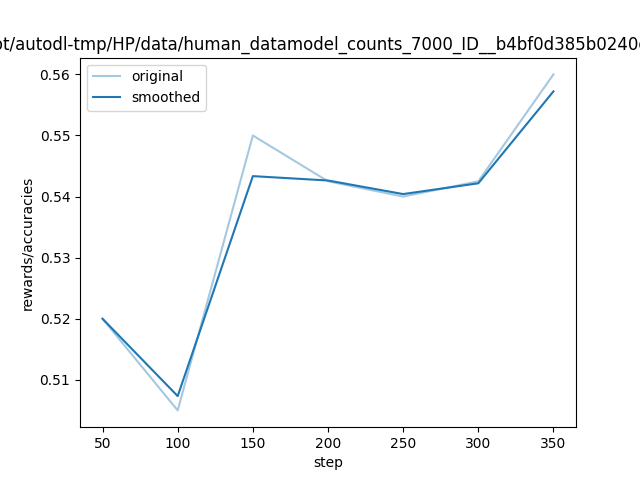 ot/autodl-tmp/HP/data/human_datamodel_counts_7000_ID__b4bf0d385b0240
original
smoothed
0.56
0.55
0.54
0.53
0.52
0.51
rewards/accuracies
50 100 150 200 250 300 350
step